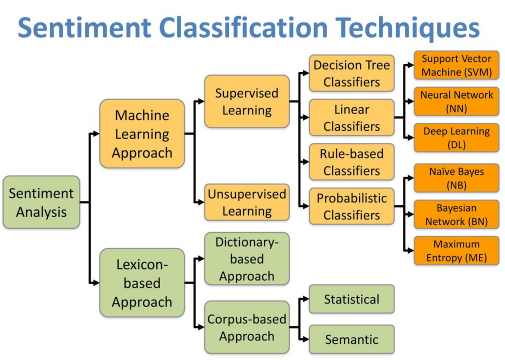 Sentiment Classification Techniques
Sentiment
Analysis
Machine
Learning
Approach
Lexicon-
based
Approach
Supervised
Learning
Unsupervised
Learning
Dictionary-
based
Approach
Corpus-based
Approach
Decision Tree
Classifiers
Linear
Classifiers
Rule-based
Classifiers
Probabilistic
Classifiers
Statistical
Semantic
Support Vector
Machine (SVM)
Neural Network
(NN)
Deep Learning
(DL)
Naïve Bayes
(NB)
Bayesian
Network (BN)
Maximum
Entropy (ME)